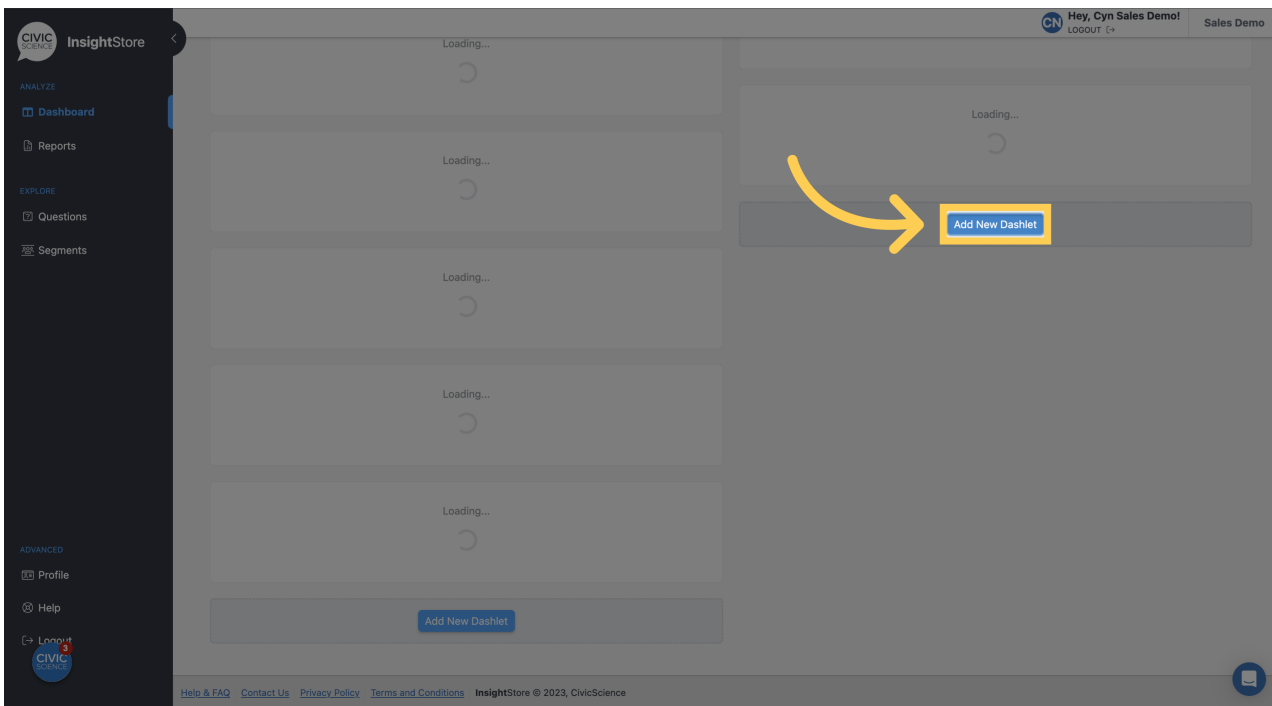 CIVIC
SCIENCE
InsightStore
Hey, Cyn Sales Demo!
CN
LOGOUT
Sales Demo
ANALYZE
Dashboard
Reports
EXPLORE
Questions
Segments
ADVANCED
Profile
Help
Logout
3
CIVIC
SCIENCE
Loading...
Loading...
Loading...
Loading...
Loading...
Add New Dashlet
Loading...
Add New Dashlet
Help & FAQ Contact Us Privacy Policy Terms and Conditions InsightStore © 2023, CivicScience